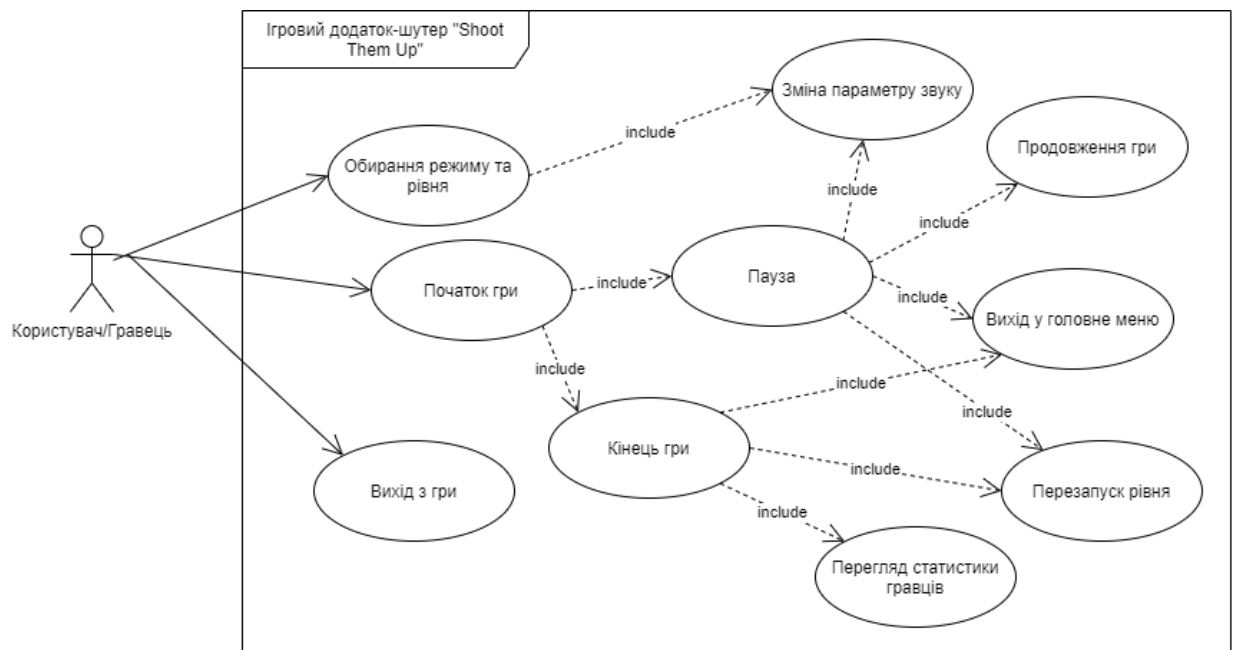 Ігровий додаток-шутер "Shoot
Them Up"
Зміна параметру звуку
include
Продовження гри
Обирання режиму та
рівня
include
include
Користувач/Гравець
Початок гри
include
Пауза
include
Вихід у головне меню
include
include
include
Кінець гри
include
Вихід з гри
include
Перезапуск рівня
include
Перегляд статистики
гравців